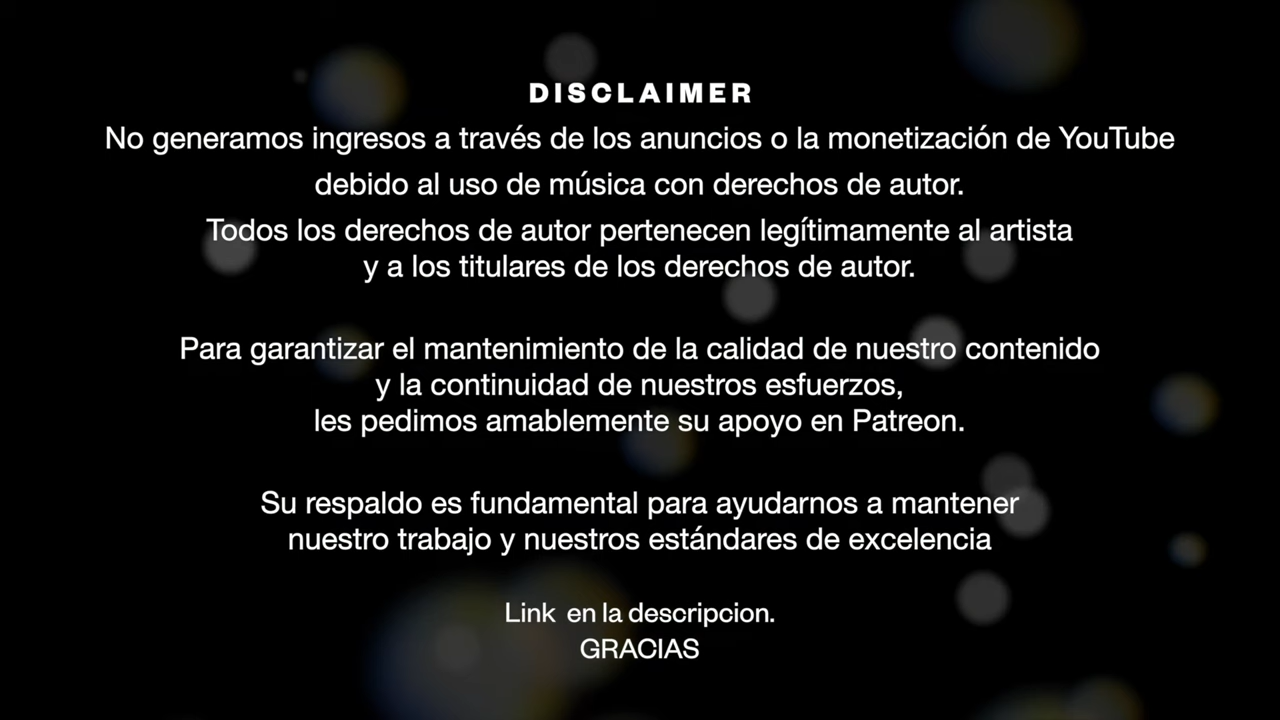 DISCLAIMER
No generamos ingresos a través de los anuncios o la monetización de YouTube
debido al uso de música con derechos de autor.
Todos los derechos de autor pertenecen legítimamente al artista
y a los titulares de los derechos de autor.
Para garantizar el mantenimiento de la calidad de nuestro contenido
y la continuidad de nuestros esfuerzos,
les pedimos amablemente su apoyo en Patreon.
Su respaldo es fundamental para ayudarnos a mantener
nuestro trabajo y nuestros estándares de excelencia
Link en la descripcion.
GRACIAS